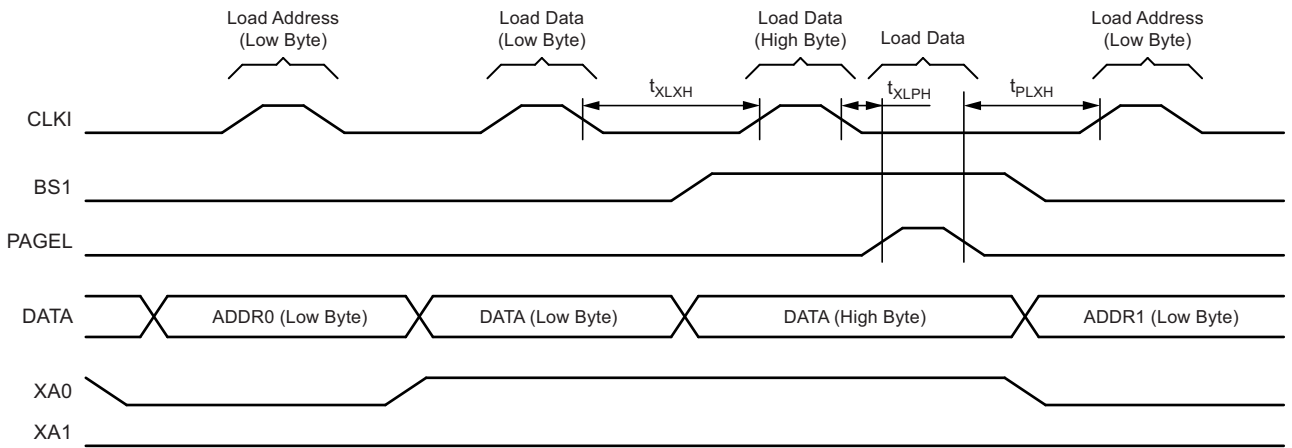 Load Address
(Low Byte)
Load Data
(Low Byte)
Load Data
(High Byte)
Load Data
Load Address
(Low Byte)
tXLXH
tXLPH
tPLXH
CLKI
BS1
PAGEL
DATA
ADDR0 (Low Byte)
DATA (Low Byte)
DATA (High Byte)
ADDR1 (Low Byte)
XA0
XA1